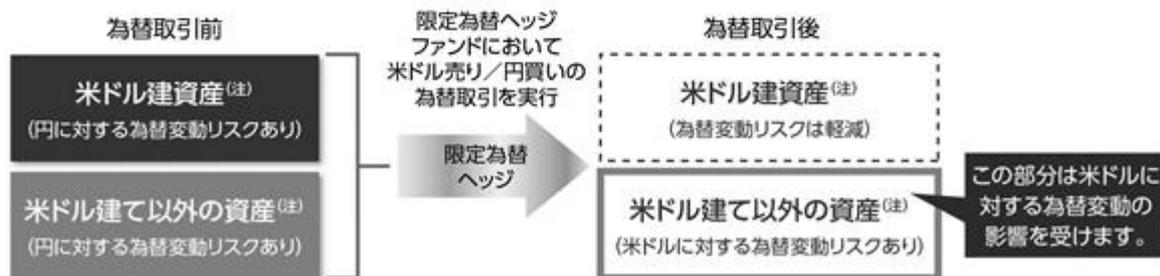 為替取引前
米ドル建資産(注)
(円に対する為替変動リスクあり)
米ドル建て以外の資産(注)
(円に対する為替変動リスクあり)
限定為替ヘッジ
ファンドにおいて
米ドル売り/円買いの
為替取引を実行
限定為替
ヘッジ
為替取引後
米ドル建資産(注)
(為替変動リスクは軽減)
米ドル建て以外の資産(注)
(米ドルに対する為替変動リスクあり)
この部分は米ドルに
対する為替変動の
影響を受けます。